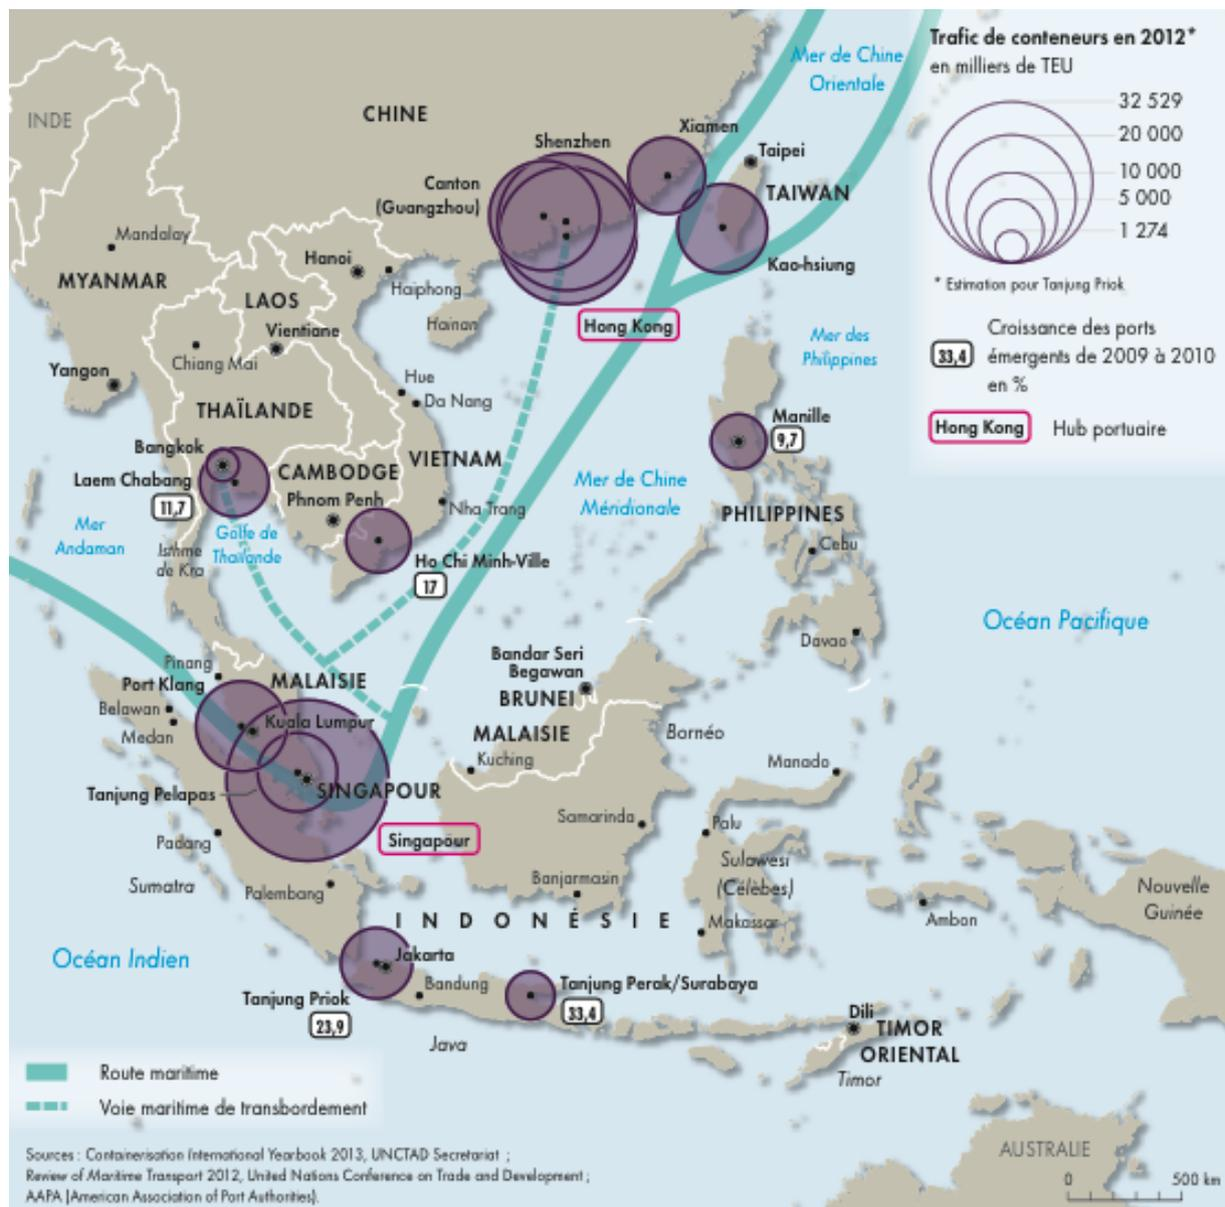 Trafic de conteneurs en 2012*
en milliers de TEU
32 529
20 000
10 000
5 000
1 274
* Estimation pour Tanjung Priok
33,4
Croissance des ports
émergents de 2009 à 2010
en %
Hong Kong
Hub portuaire
Mer de Chine
Orientale
INDE
CHINE
Shenzhen
Xiamen
Taipei
TAIWAN
Canton
(Guangzhou)
Mandalay
Hanoi
Kao-hsiung
MYANMAR
LAOS
Haiphong
Hainan
Hong Kong
Vientiane
Mer des
Philippines
Chiang Mai
Yangon
Hue
Da Nang
THAÏLANDE
Manille
9,7
Bangkok
Laem Chabang
11,7
CAMBODGE
VIETNAM
Phnom Penh
Nha Trang
Mer de Chine
Méridionale
PHILIPPINES
Mer
Andaman
Isthme
de Kra
Golfe de
Thaïlande
Ho Chi Minh-Ville
17
Cebu
Océan Pacifique
Davao
Pinang
Port Klang
MALAISIE
Bandar Seri
Begawan
BRUNEI
Belawan
Medan
Kuala Lumpur
MALAISIE
Kuching
Bornéo
Manado
Tanjung Pelapas
SINGAPOUR
Singapour
Padang
Samarinda
Palu
Sulawesi
(Célèbes)
Sumatra
Palembang
Banjarmasin
Nouvelle
Guinée
INDONÉSIE
Makassar
Ambon
Océan Indien
Jakarta
Bandung
Tanjung Priok
23,9
Tanjung Perak/Surabaya
33,4
Java
Dili
TIMOR
ORIENTAL
Timor
Route maritime
Voie maritime de transbordement
AUSTRALIE
0 500 km
Sources : Containerisation International Yearbook 2013, UNCTAD Secretariat ;
Review of Maritime Transport 2012, United Nations Conference on Trade and Development ;
AAPA (American Association of Port Authorities).